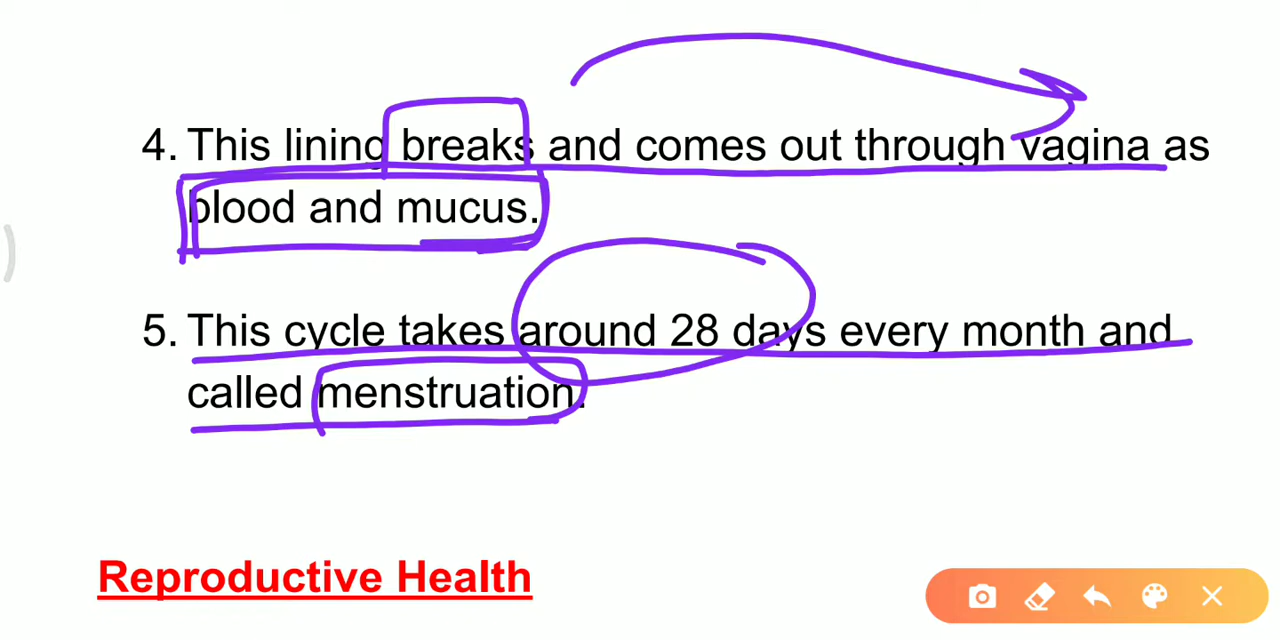 4. This lining breaks and comes out through vagina as
blood and mucus.
5. This cycle takes around 28 days every month and
called menstruation.
Reproductive Health